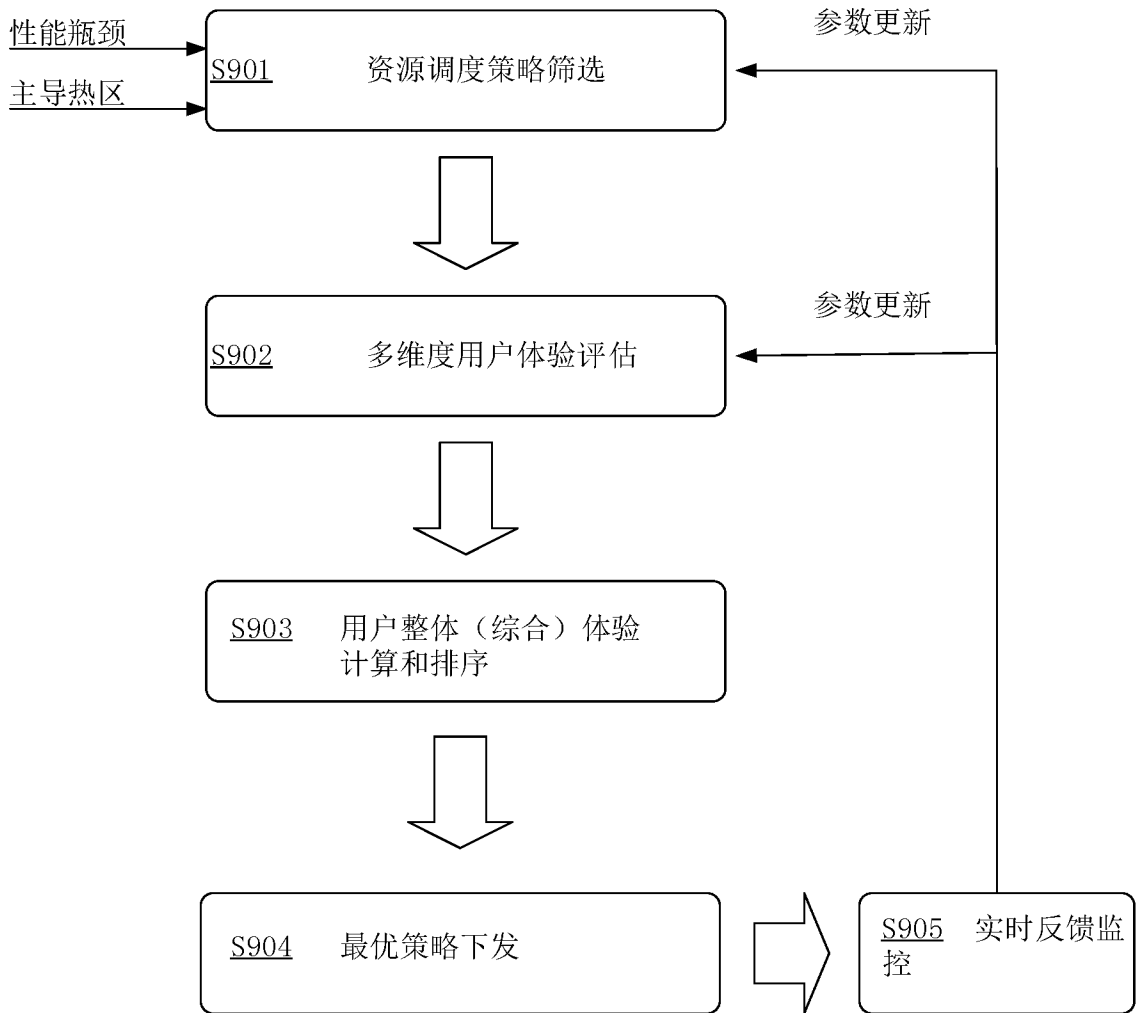 性能瓶颈
参数更新
S901 资源调度策略筛选
主导热区
参数更新
S902 多维度用户体验评估
S903 用户整体（综合）体验
计算和排序
S904 最优策略下发
S905 实时反馈监
控